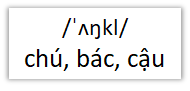 /ˈʌŋkl/
chú, bác, cậu